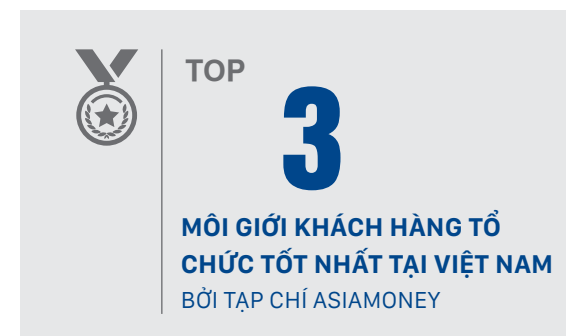 TOP
3
MÔI GIỚI KHÁCH HÀNG TỔ
CHỨC TỐT NHẤT TẠI VIỆT NAM
BỞI TẠP CHÍ ASIAMONEY